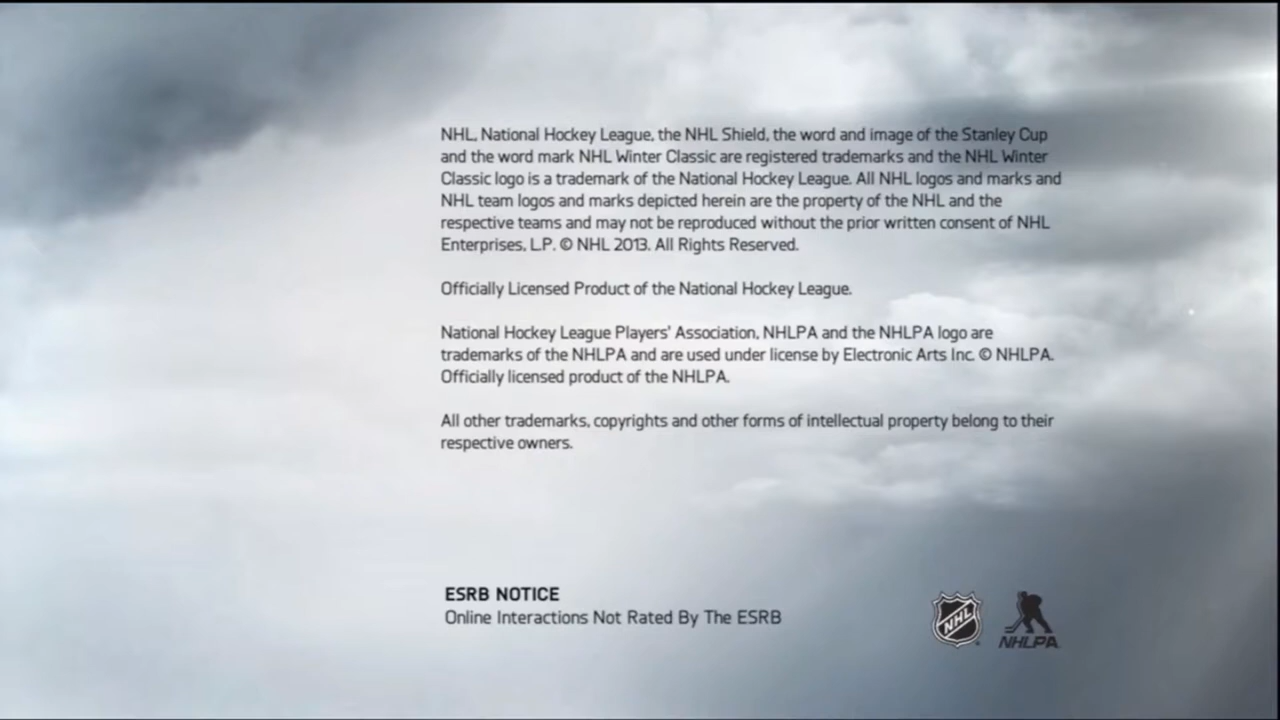 NHL, National Hockey League, the NHL Shield, the word and image of the Stanley Cup
and the word mark NHL Winter Classic are registered trademarks and the NHL Winter
Classic logo is a trademark of the National Hockey League. All NHL logos and marks and
NHL team logos and marks depicted herein are the property of the NHL and the
respective teams and may not be reproduced without the prior written consent of NHL
Enterprises, L.P. © NHL 2013. All Rights Reserved.
Officially Licensed Product of the National Hockey League.
National Hockey League Players' Association, NHLPA and the NHLPA logo are
trademarks of the NHLPA and are used under license by Electronic Arts Inc. © NHLPA.
Officially licensed product of the NHLPA.
All other trademarks, copyrights and other forms of intellectual property belong to their
respective owners.
ESRB NOTICE
Online Interactions Not Rated By The ESRB
NHL
NHLPA